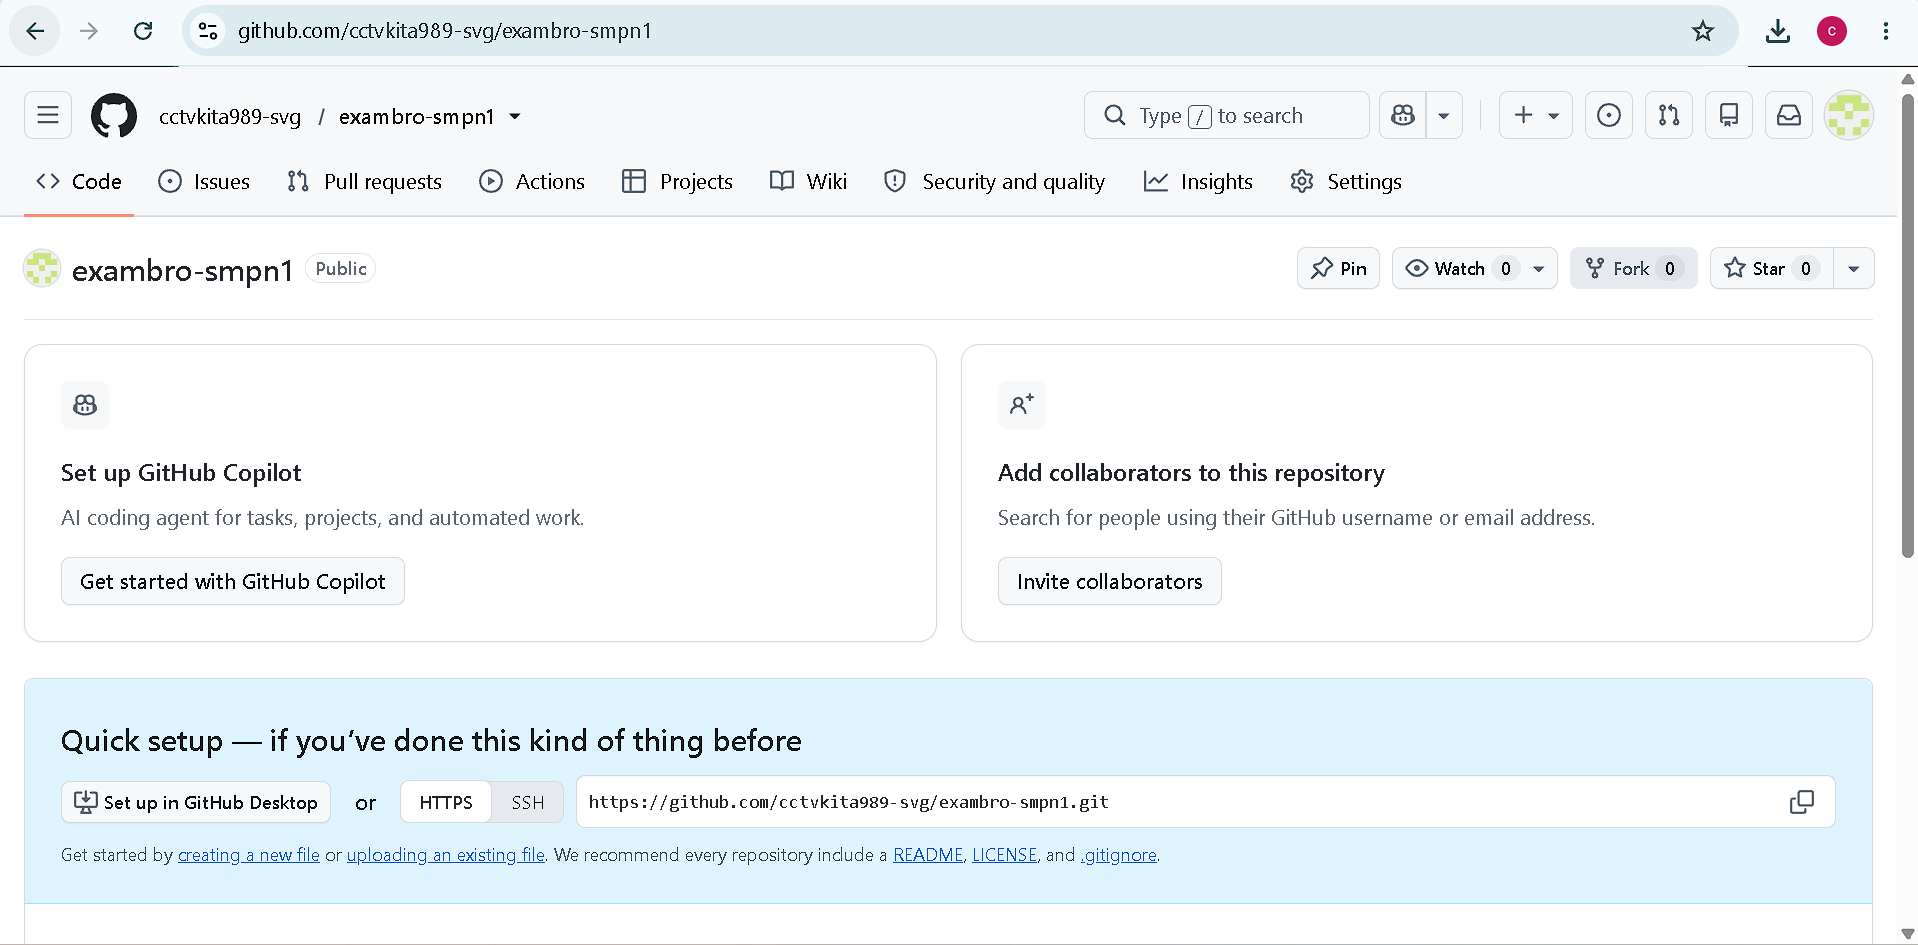 github.com/cctvkita989-svg/exambro-smpn1
C
cctvkita989-svg / exambro-smpn1
Type / to search
Code Issues Pull requests Actions Projects Wiki Security and quality Insights Settings
exambro-smpn1 Public
Pin Watch 0 Fork 0 Star 0
Set up GitHub Copilot
AI coding agent for tasks, projects, and automated work.
Get started with GitHub Copilot
Add collaborators to this repository
Search for people using their GitHub username or email address.
Invite collaborators
Quick setup — if you’ve done this kind of thing before
Set up in GitHub Desktop or HTTPS SSH https://github.com/cctvkita989-svg/exambro-smpn1.git
Get started by creating a new file or uploading an existing file. We recommend every repository include a README, LICENSE, and .gitignore.